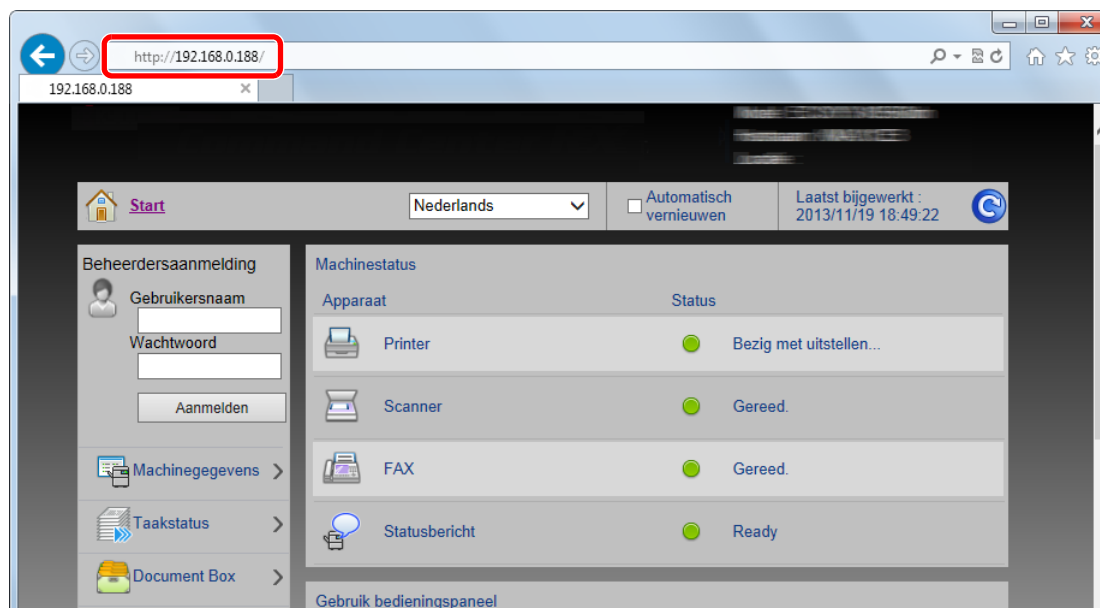 http://192.168.0.188/
192.168.0.188
Start
Nederlands
Automatisch
vernieuwen
Laatst bijgewerkt :
2013/11/19 18:49:22
Beheerdersaanmelding
Gebruikersnaam
Wachtwoord
Aanmelden
Machinegegevens
Taakstatus
Document Box
Machinestatus
Apparaat Status
Printer Bezig met uitstellen...
Scanner Gereed.
FAX Gereed.
Statusbericht Ready
Gebruik bedieningspaneel